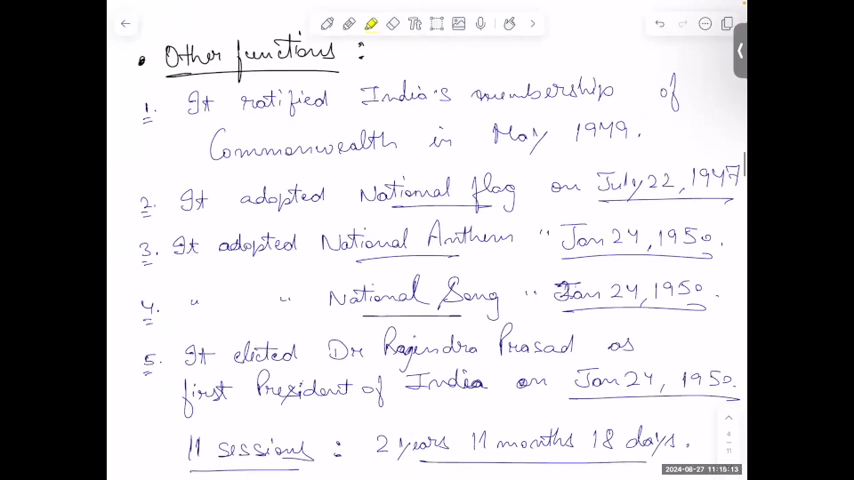 • Other functions :
1. It ratified India's membership of
Commonwealth in May 1949.
2. It adopted National flag on July 22, 1947
3. It adopted National Anthem " Jan 24, 1950.
4. " " National Song " Jan 24, 1950.
5. It elected Dr Rajendra Prasad as
first President of India on Jan 24, 1950.
11 sessions : 2 years 11 months 18 days.
4
11
2024-08-27 11:16:13